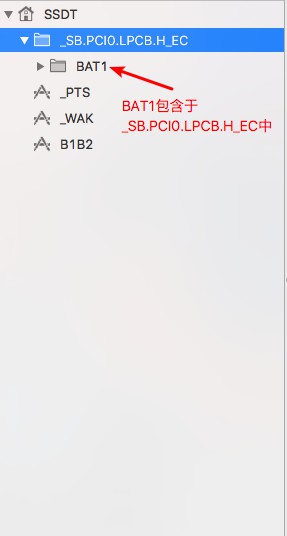 SSDT
_SB.PCI0.LPCB.H_EC
BAT1
_PTS
BAT1包含于
_WAK
_SB.PCI0.LPCB.H_EC中
B1B2